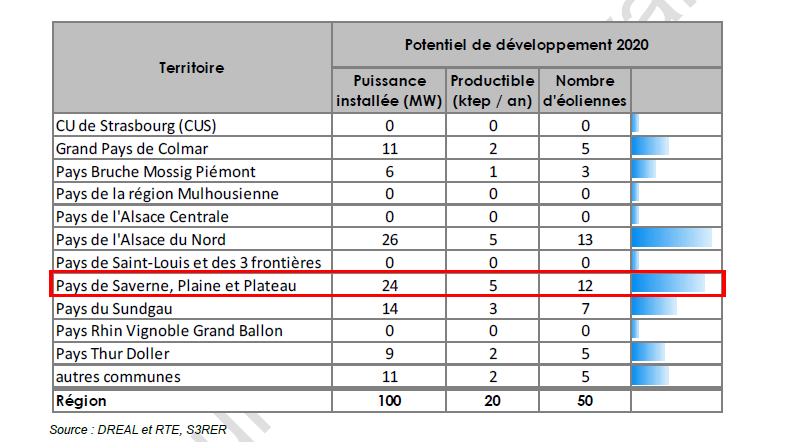 Territoire Potentiel de développement 2020
Puissance installée (MW) Productible (ktep / an) Nombre d'éoliennes
CU de Strasbourg (CUS) 0 0 0
Grand Pays de Colmar 11 2 5
Pays Bruche Mossig Piémont 6 1 3
Pays de la région Mulhousienne 0 0 0
Pays de l'Alsace Centrale 0 0 0
Pays de l'Alsace du Nord 26 5 13
Pays de Saint-Louis et des 3 frontières 0 0 0
Pays de Saverne, Plaine et Plateau 24 5 12
Pays du Sundgau 14 3 7
Pays Rhin Vignoble Grand Ballon 0 0 0
Pays Thur Doller 9 2 5
autres communes 11 2 5
Région 100 20 50
Source : DREAL et RTE, S3RER